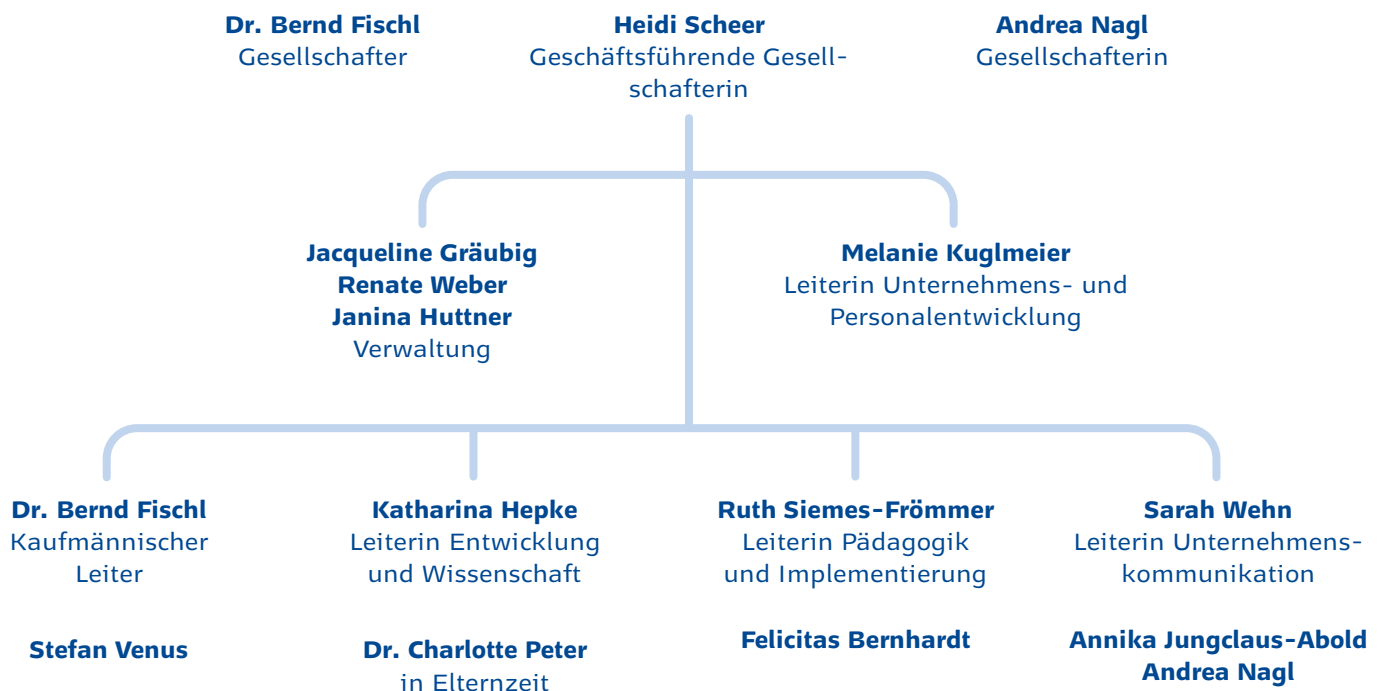 Dr. Bernd Fischl
Gesellschafter
Heidi Scheer
Geschäftsführende Gesell-
schafterin
Andrea Nagl
Gesellschafterin
Jacqueline Gräubig
Renate Weber
Janina Huttner
Verwaltung
Melanie Kuglmeier
Leiterin Unternehmens- und
Personalentwicklung
Dr. Bernd Fischl
Kaufmännischer
Leiter
Stefan Venus
Katharina Hepke
Leiterin Entwicklung
und Wissenschaft
Dr. Charlotte Peter
in Elternzeit
Ruth Siemes-Frömmer
Leiterin Pädagogik
und Implementierung
Felicitas Bernhardt
Sarah Wehn
Leiterin Unternehmens-
kommunikation
Annika Jungclaus-Abold
Andrea Nagl